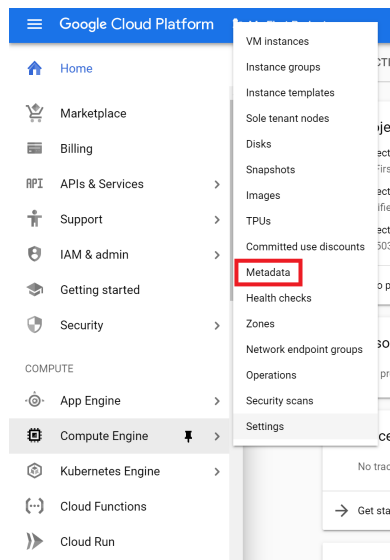 Google Cloud Platform
Home
Marketplace
Billing
API APIs & Services
Support
IAM & admin
Getting started
Security
COMPUTE
App Engine
Compute Engine
Kubernetes Engine
Cloud Functions
Cloud Run
VM instances
Instance groups
Instance templates
Sole tenant nodes
Disks
Snapshots
Images
TPUs
Committed use discounts
Metadata
Health checks
Zones
Network endpoint groups
Operations
Security scans
Settings
No
Get